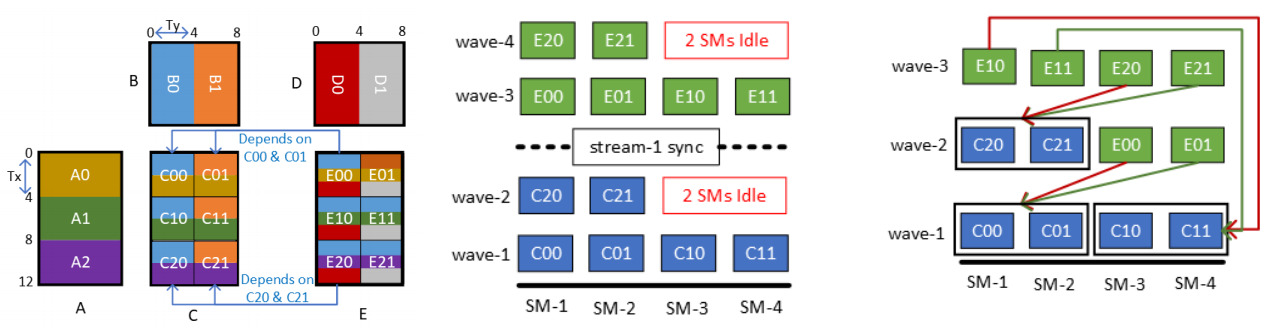 0 Ty 4 8
B B0 B1
0 4 8
D D0 D1
Depends on
C00 & C01
0
Tx
4
8
12
A0
A1
A2
A
C00 C01
C10 C11
C20 C21
C
E00 E01
E10 E11
E20 E21
E
Depends on
C20 & C21
wave-4 E20 E21 2 SMs Idle
wave-3 E00 E01 E10 E11
stream-1 sync
wave-2 C20 C21 2 SMs Idle
wave-1 C00 C01 C10 C11
SM-1 SM-2 SM-3 SM-4
wave-3 E10 E11 E20 E21
wave-2 C20 C21 E00 E01
wave-1 C00 C01 C10 C11
SM-1 SM-2 SM-3 SM-4